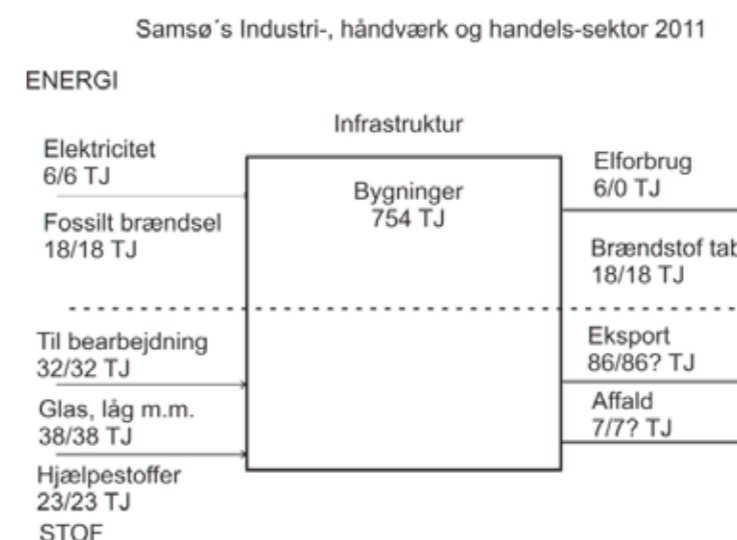 Samsø´s Industri-, håndværk og handels-sektor 2011
ENERGI
Infrastruktur
Elektricitet
6/6 TJ
Fossilt brændsel
18/18 TJ
Bygninger
754 TJ
Elforbrug
6/0 TJ
Brændstof tab
18/18 TJ
Til bearbejdning
32/32 TJ
Glas, låg m.m.
38/38 TJ
Hjælpestoffer
23/23 TJ
STOF
Eksport
86/86? TJ
Affald
7/7? TJ